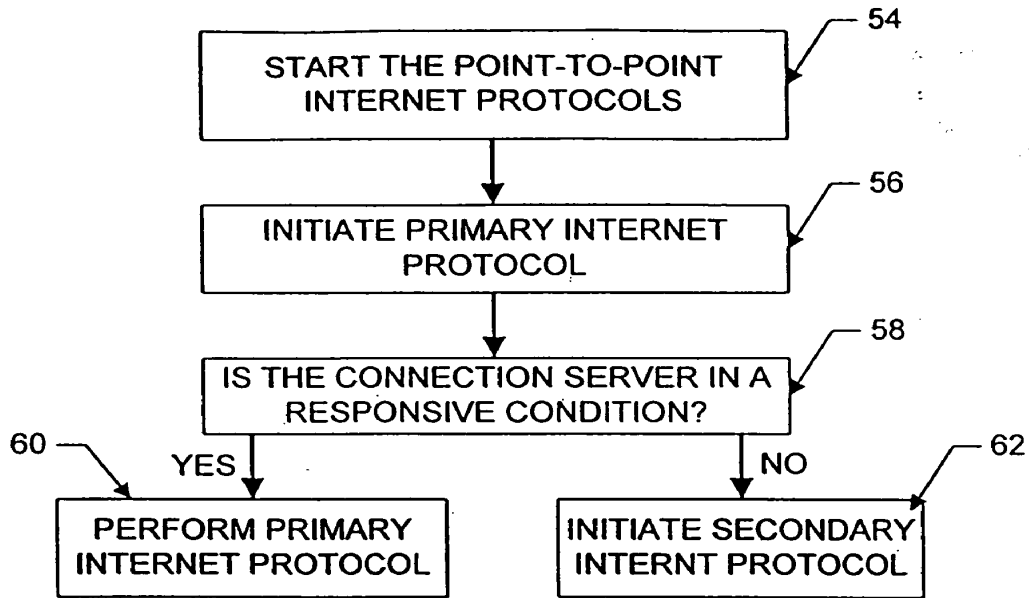 54
START THE POINT-TO-POINT
INTERNET PROTOCOLS
56
INITIATE PRIMARY INTERNET
PROTOCOL
58
IS THE CONNECTION SERVER IN A
RESPONSIVE CONDITION?
60
YES
NO
62
PERFORM PRIMARY
INTERNET PROTOCOL
INITIATE SECONDARY
INTERNT PROTOCOL